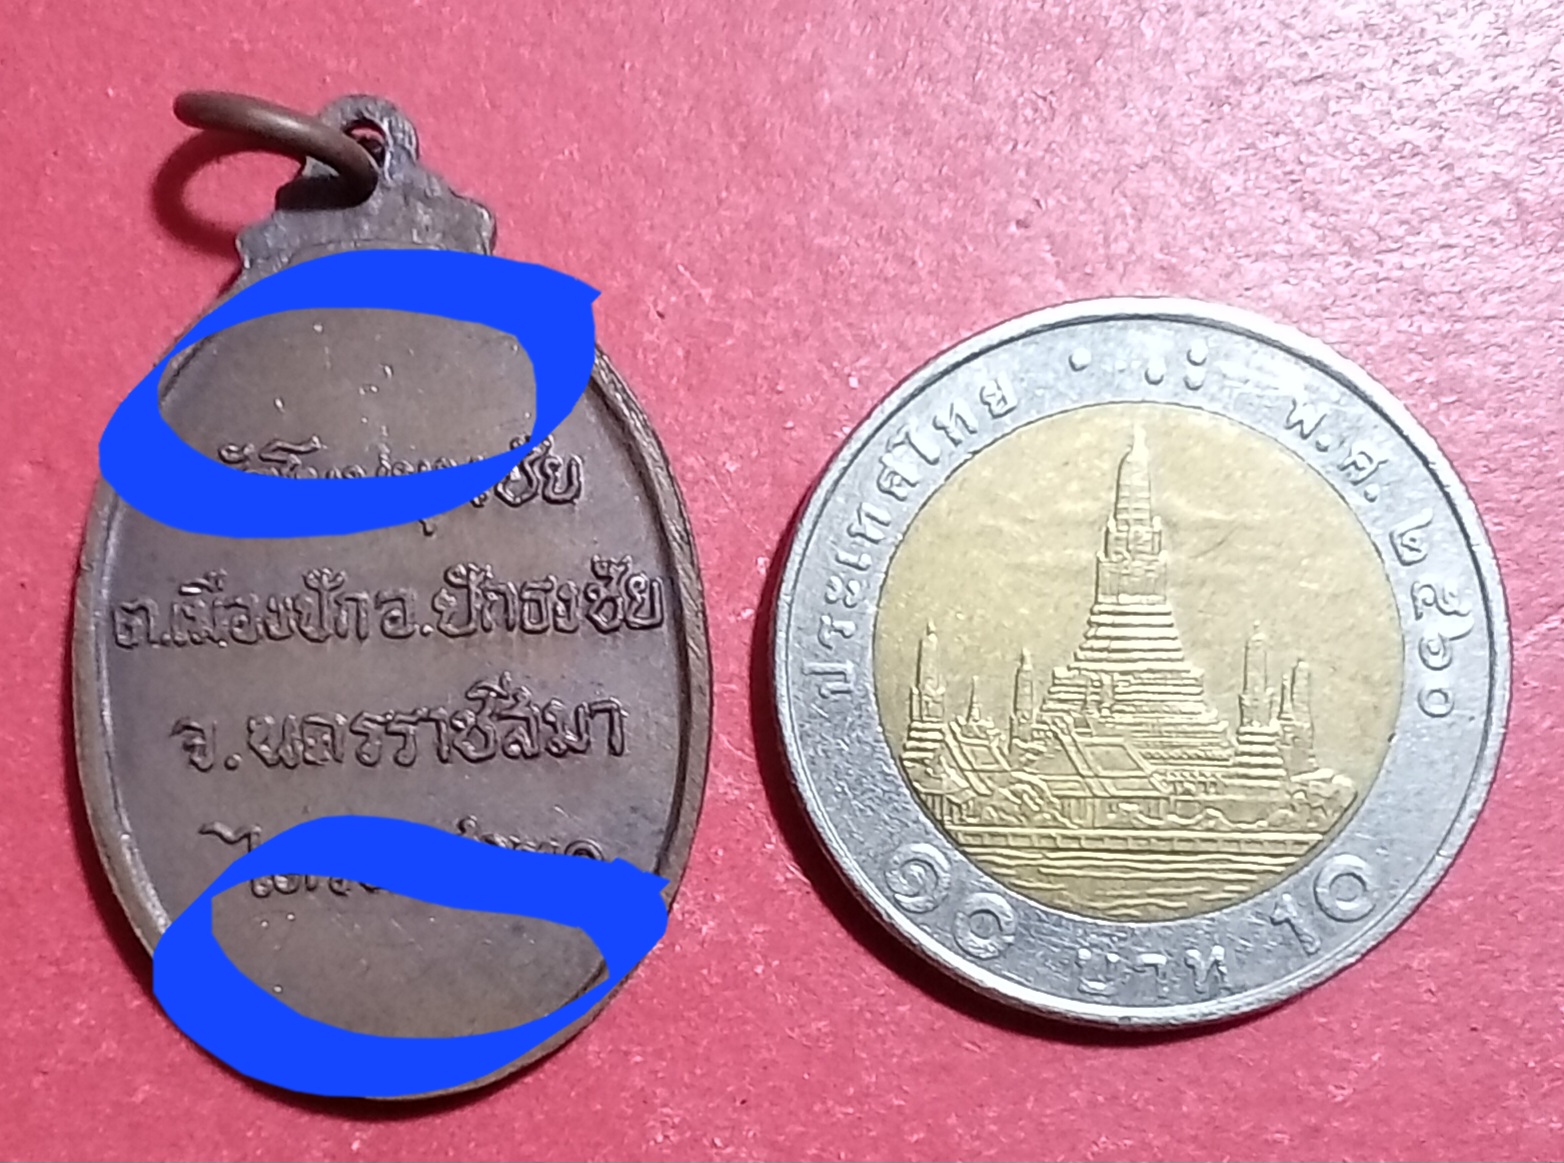 ต.เมืองปัก อ.ปักธงชัย
จ.นครราชสีมา
ประเทศไทย พ.ศ. ๒๕๖๐
๑๐ บาท 10